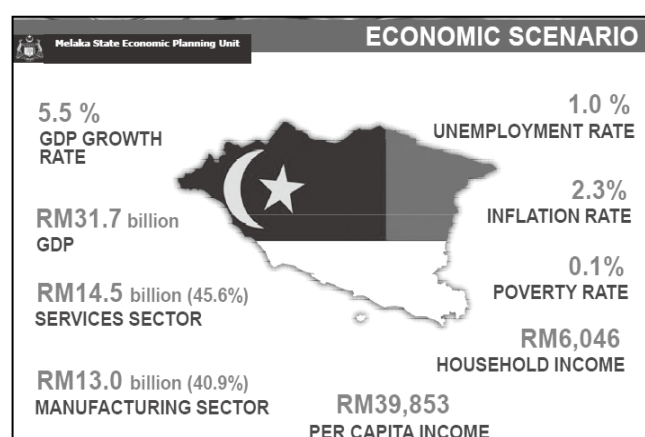 Melaka State Economic Planning Unit
ECONOMIC SCENARIO
5.5 %
GDP GROWTH
RATE
RM31.7 billion
GDP
RM14.5 billion (45.6%)
SERVICES SECTOR
RM13.0 billion (40.9%)
MANUFACTURING SECTOR
1.0 %
UNEMPLOYMENT RATE
2.3%
INFLATION RATE
0.1%
POVERTY RATE
RM6,046
HOUSEHOLD INCOME
RM39,853
PER CAPITA INCOME